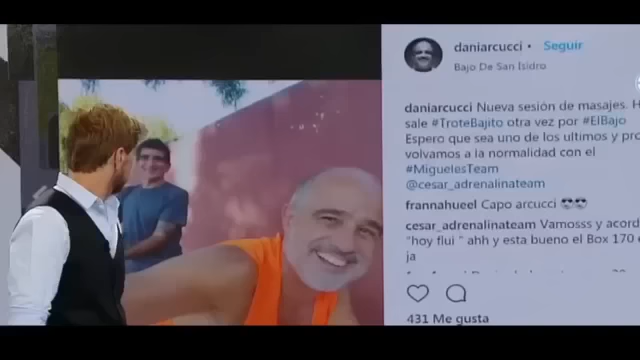 daniarcucci • Seguir
Bajo De San Isidro
daniarcucci Nueva sesión de masajes. H
sale #TroteBajito otra vez por #ElBajo
Espero que sea uno de los ultimos y pro
volvamos a la normalidad con el
#MiguelesTeam
@cesar_adrenalinateam
frannahueel Capo arcucci 😎😎
cesar_adrenalinateam Vamosss y acord
"hoy flui " ahh y esta bueno el Box 170 e
ja
431 Me gusta